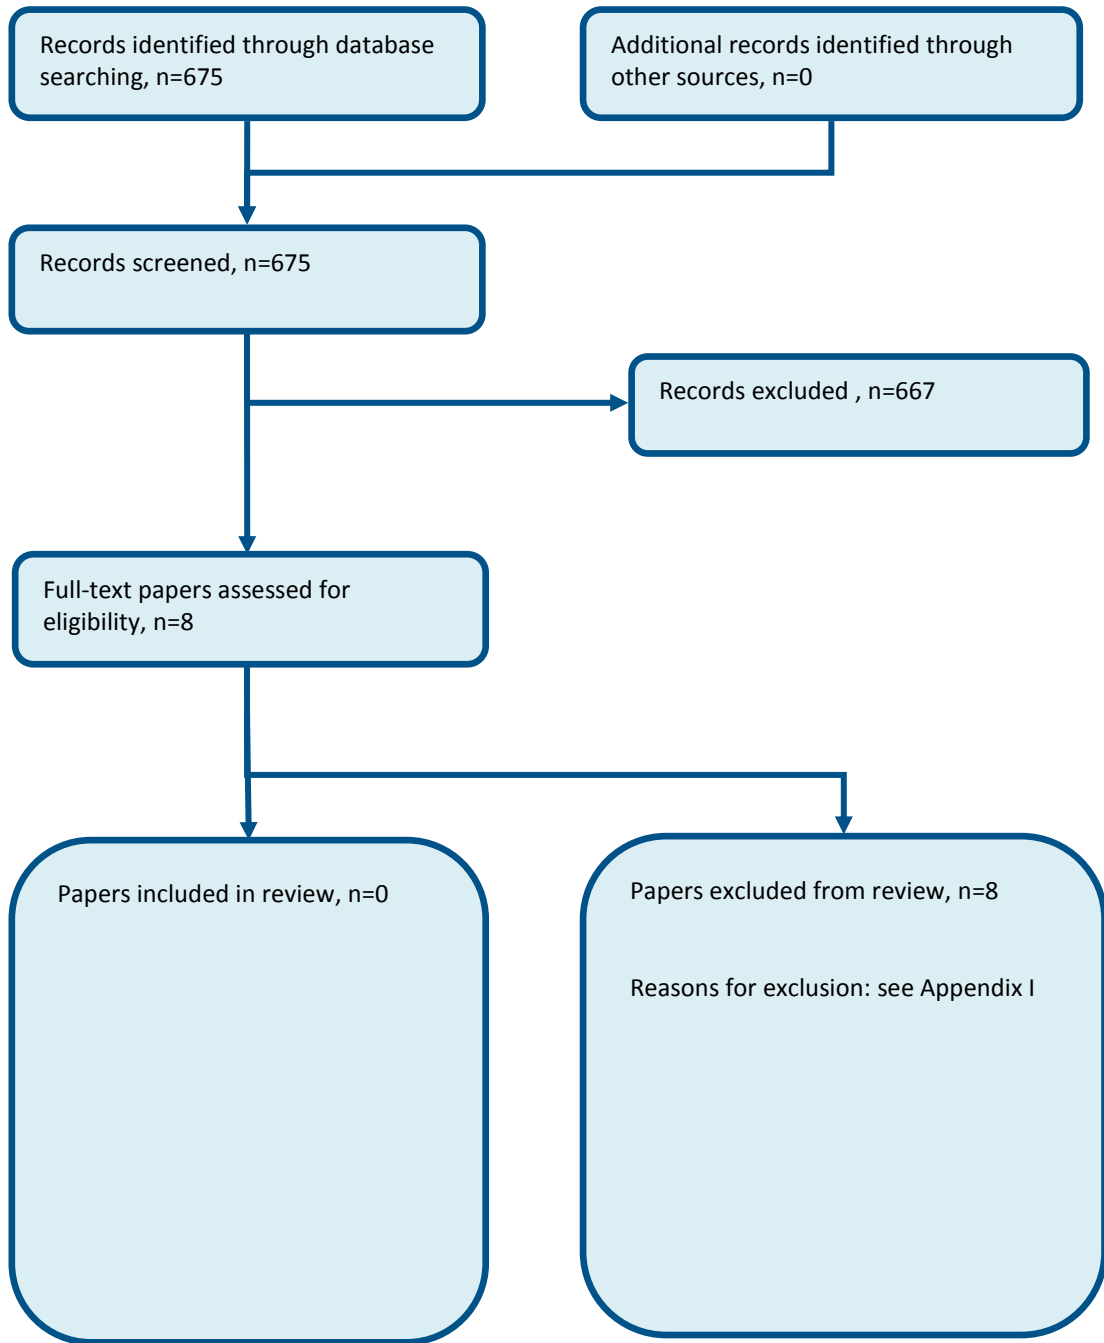 Records identified through database
searching, n=675
Additional records identified through
other sources, n=0
Records screened, n=675
Records excluded , n=667
Full-text papers assessed for
eligibility, n=8
Papers included in review, n=0
Papers excluded from review, n=8
Reasons for exclusion: see Appendix I